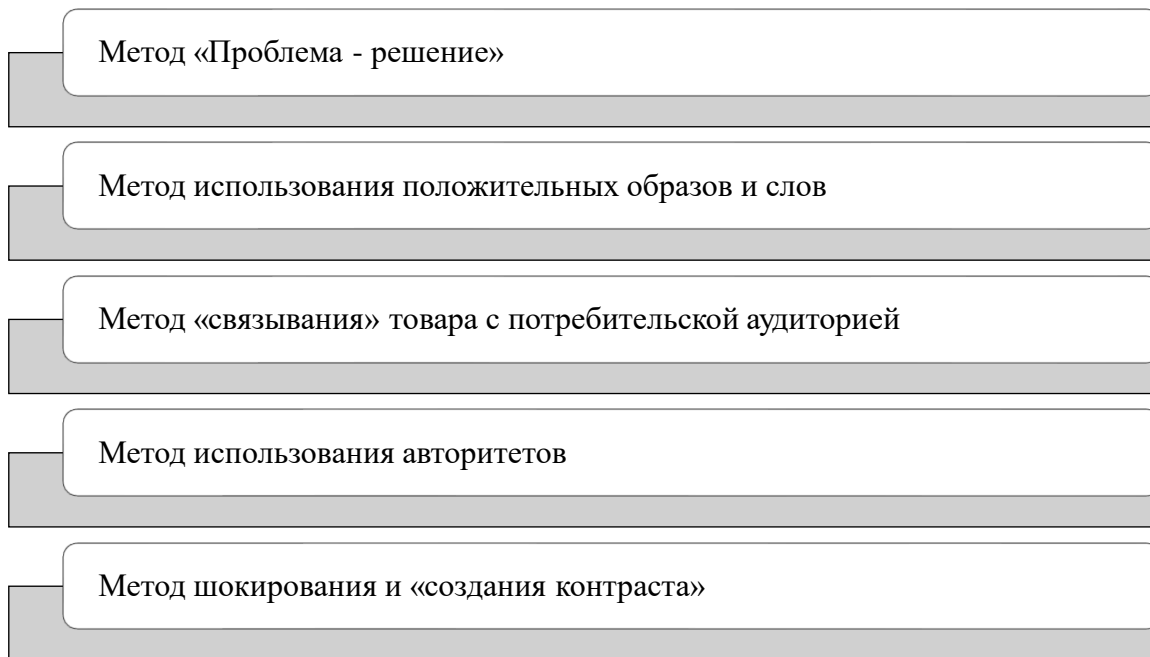 Метод «Проблема - решение»
Метод использования положительных образов и слов
Метод «связывания» товара с потребительской аудиторией
Метод использования авторитетов
Метод шокирования и «создания контраста»